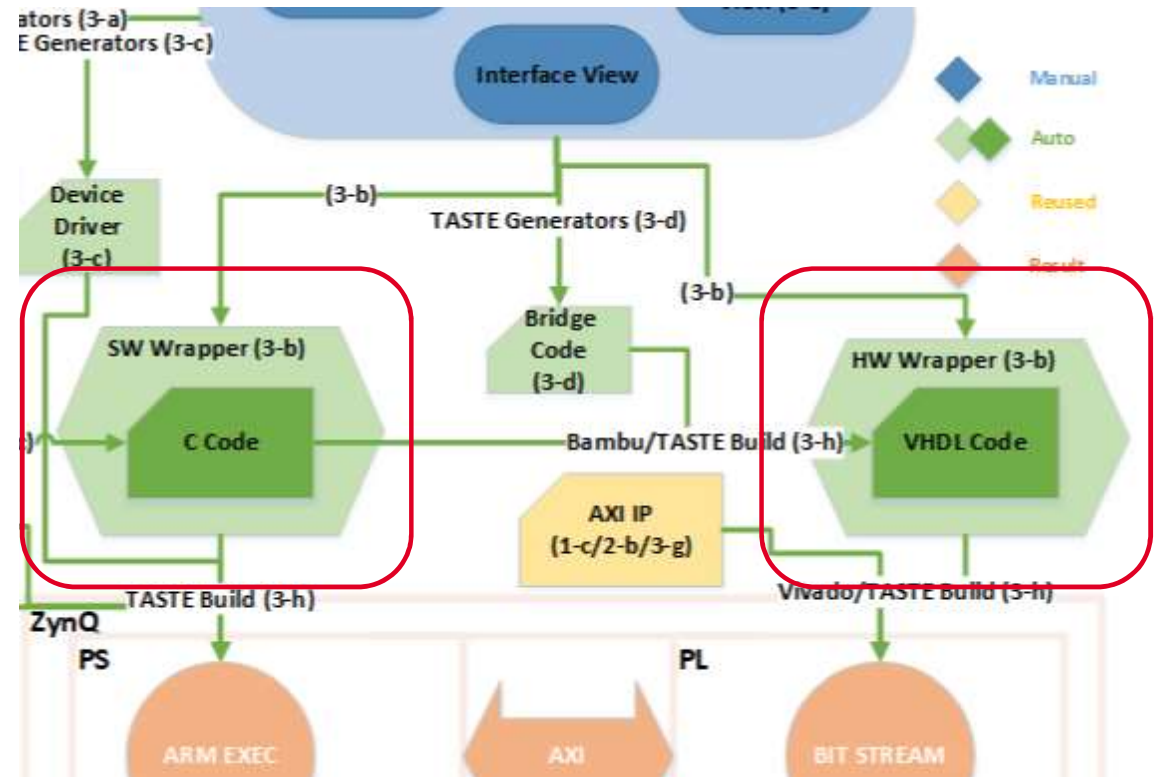 ators (3-a)
E Generators (3-c)
Interface View
Manual
Auto
Reused
Result
Device
Driver
(3-c)
(3-b)
TASTE Generators (3-d)
(3-b)
Bridge
Code
(3-d)
SW Wrapper (3-b)
HW Wrapper (3-b)
C Code
Bambu/TASTE Build (3-h)
VHDL Code
AXI IP
(1-c/2-b/3-g)
TASTE Build (3-h)
Vivado/TASTE Build (3-h)
ZynQ
PS
PL
ARM EXEC
AXI
BIT STREAM